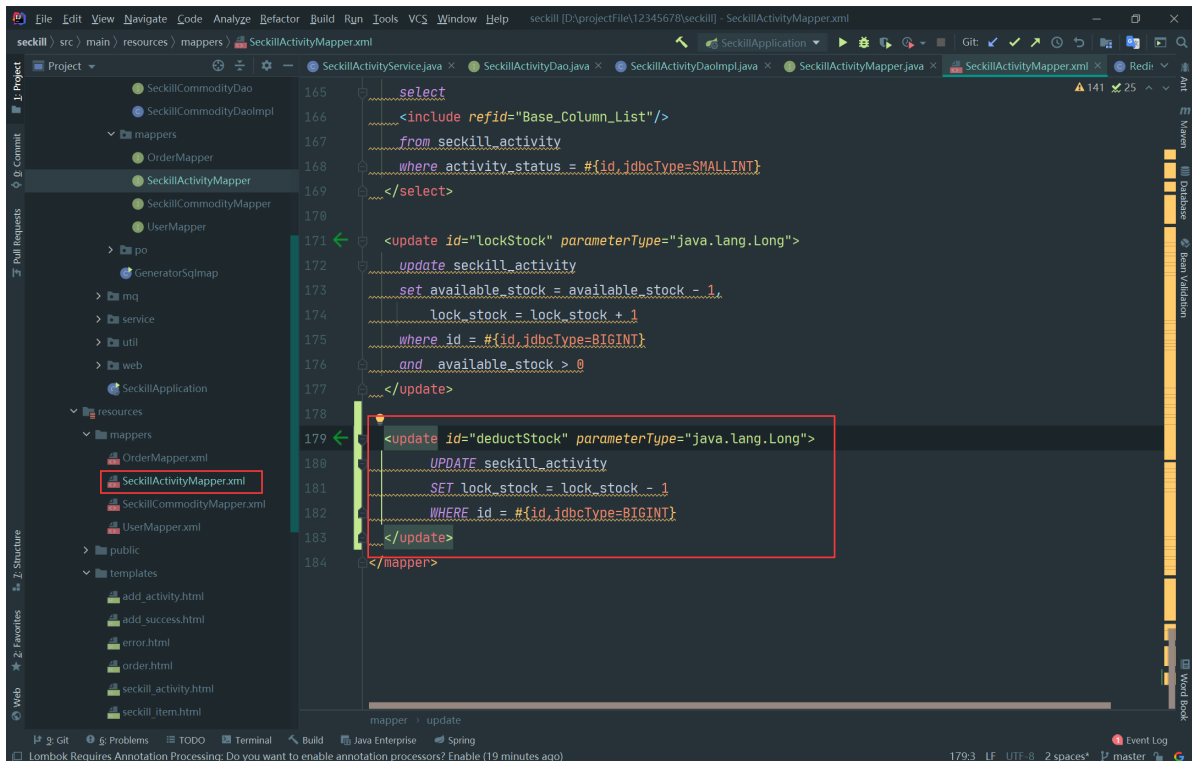 File Edit View Navigate Code Analyze Refactor Build Run Tools VCS Window Help seckill [D:\projectFile\12345678\seckill] - SeckillActivityMapper.xml
seckill 〉 src 〉 main 〉 resources 〉 mappers 〉 SeckillActivityMapper.xml
SeckillApplication
Git:
Project
SeckillActivityService.java
SeckillActivityDao.java
SeckillActivityDaoImpl.java
SeckillActivityMapper.java
SeckillActivityMapper.xml
Redis
141 25
1: Project
0: Commit
Pull Requests
7: Structure
2: Favorites
Web
SeckillCommodityDao
SeckillCommodityDaoImpl
mappers
OrderMapper
SeckillActivityMapper
SeckillCommodityMapper
UserMapper
po
GeneratorSqlmap
mq
service
util
web
SeckillApplication
resources
mappers
OrderMapper.xml
SeckillActivityMapper.xml
SeckillCommodityMapper.xml
UserMapper.xml
public
templates
add_activity.html
add_success.html
error.html
order.html
seckill_activity.html
seckill_item.html
165 select
166 <include refid="Base_Column_List"/>
167 from seckill_activity
168 where activity_status = #{id,jdbcType=SMALLINT}
169 </select>
170
171 <update id="lockStock" parameterType="java.lang.Long">
172 update seckill_activity
173 set available_stock = available_stock - 1,
174 lock_stock = lock_stock + 1
175 where id = #{id,jdbcType=BIGINT}
176 and available_stock > 0
177 </update>
178
179 <update id="deductStock" parameterType="java.lang.Long">
180 UPDATE seckill_activity
181 SET lock_stock = lock_stock - 1
182 WHERE id = #{id,jdbcType=BIGINT}
183 </update>
184 </mapper>
mapper › update
Ant
Maven
Database
Bean Validation
Word Book
9: Git 6: Problems TODO Terminal Build Java Enterprise Spring
1 Event Log
Lombok Requires Annotation Processing: Do you want to enable annotation processors? Enable (19 minutes ago)
179:3 LF UTF-8 2 spaces* master